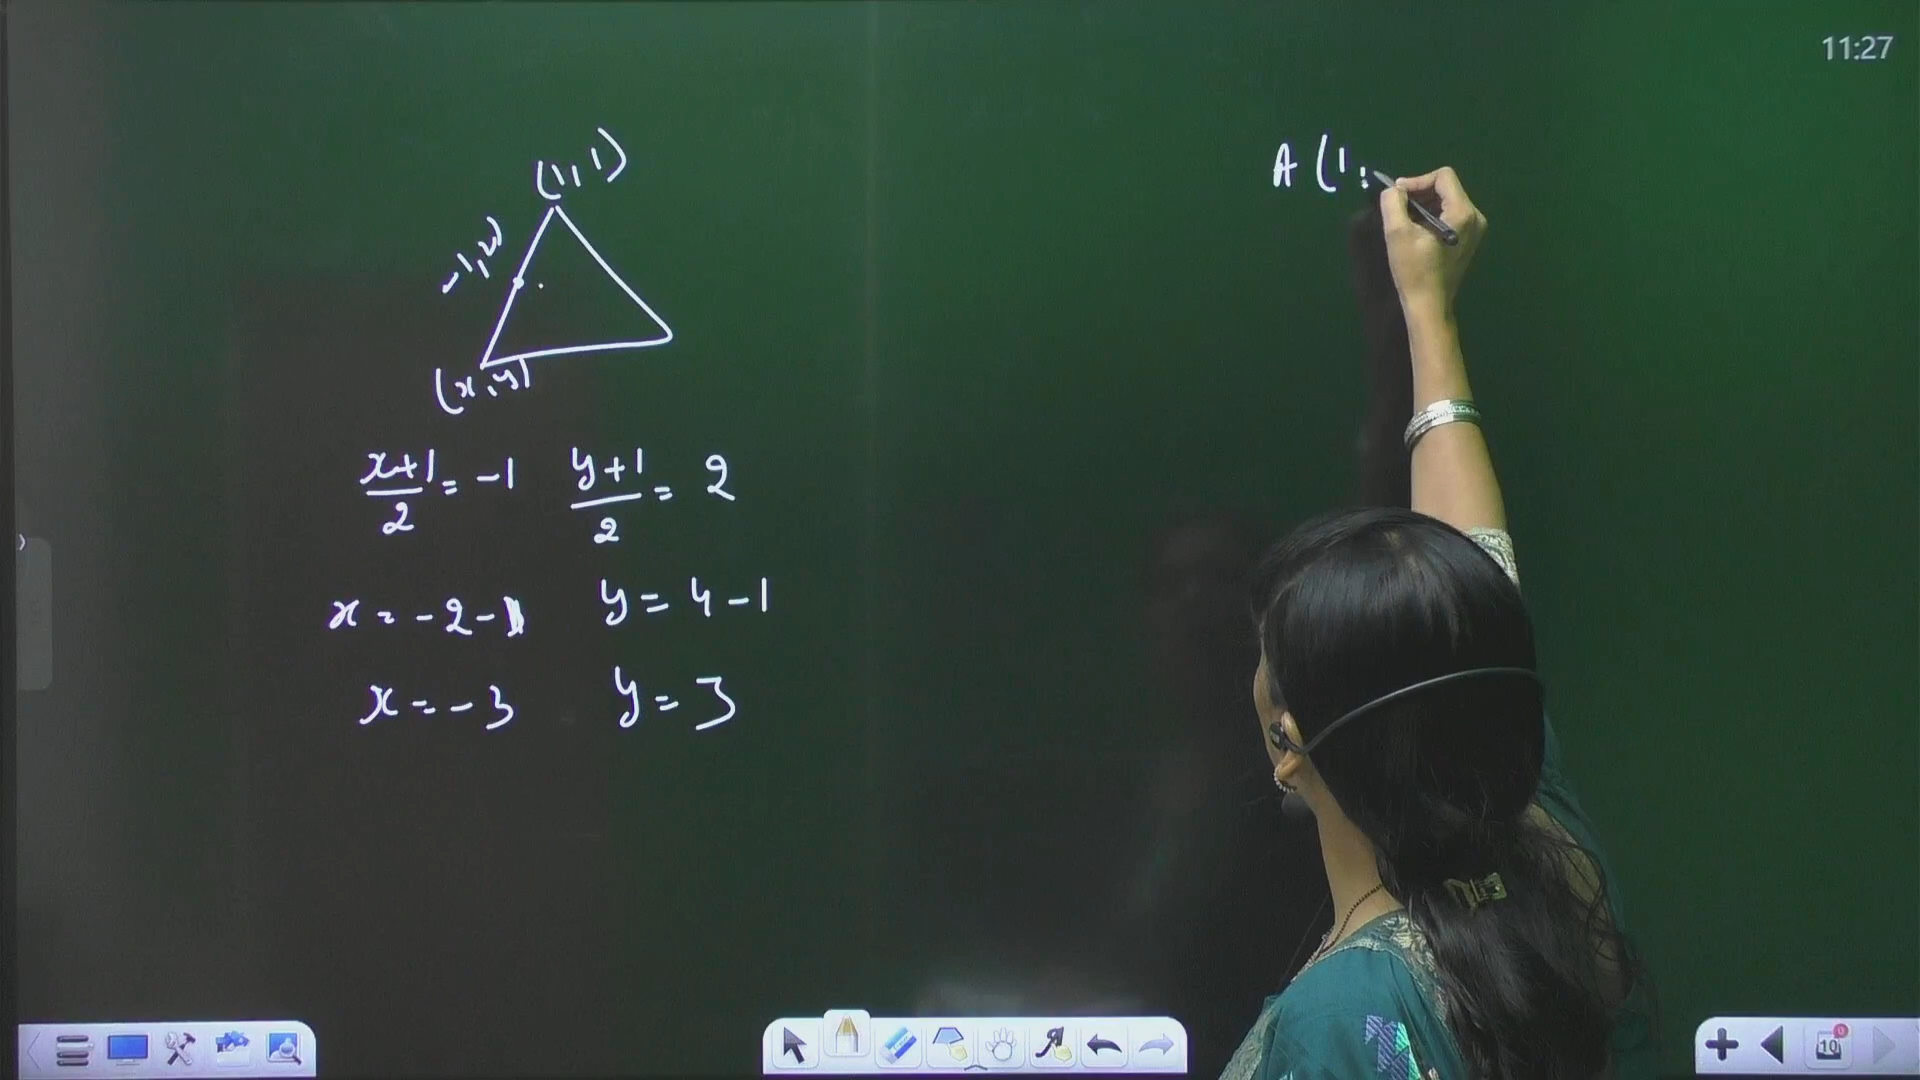 11:27
(1,1)
A (1,
-1,2)
(x,y)
x+1/2 = -1 y+1/2 = 2
x = -2-1 y = 4-1
x = -3 y = 3
10